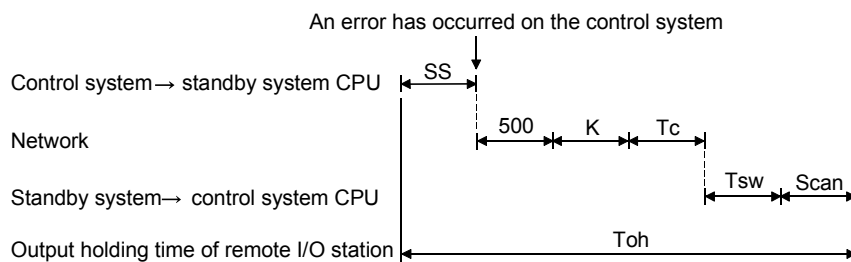 An error has occurred on the control system
Control system→ standby system CPU
SS
Network
500
K
Tc
Standby system→ control system CPU
Tsw
Scan
Output holding time of remote I/O station
Toh